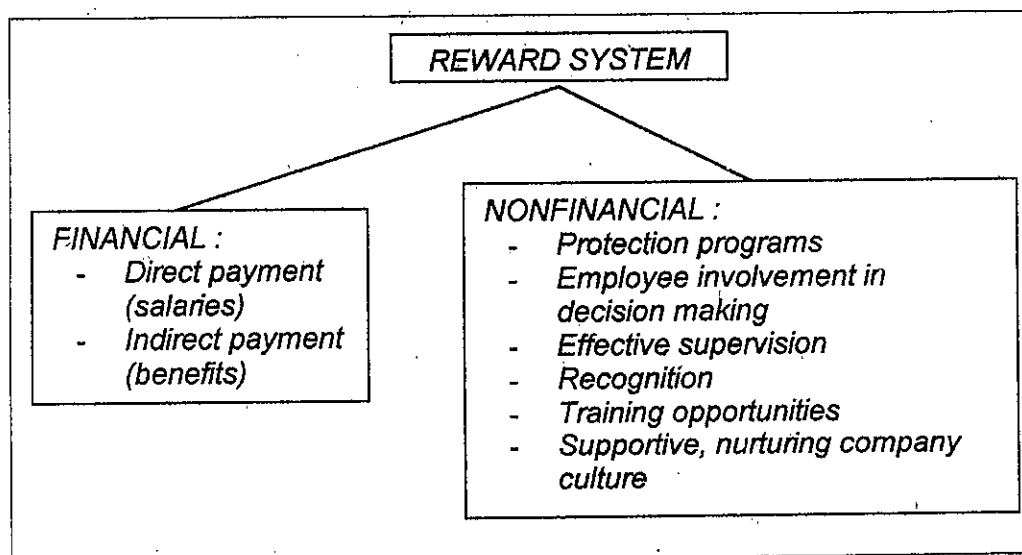 REWARD SYSTEM
FINANCIAL :
- Direct payment
(salaries)
- Indirect payment
(benefits)
NONFINANCIAL :
- Protection programs
- Employee involvement in
decision making
- Effective supervision
- Recognition
- Training opportunities
- Supportive, nurturing company
culture